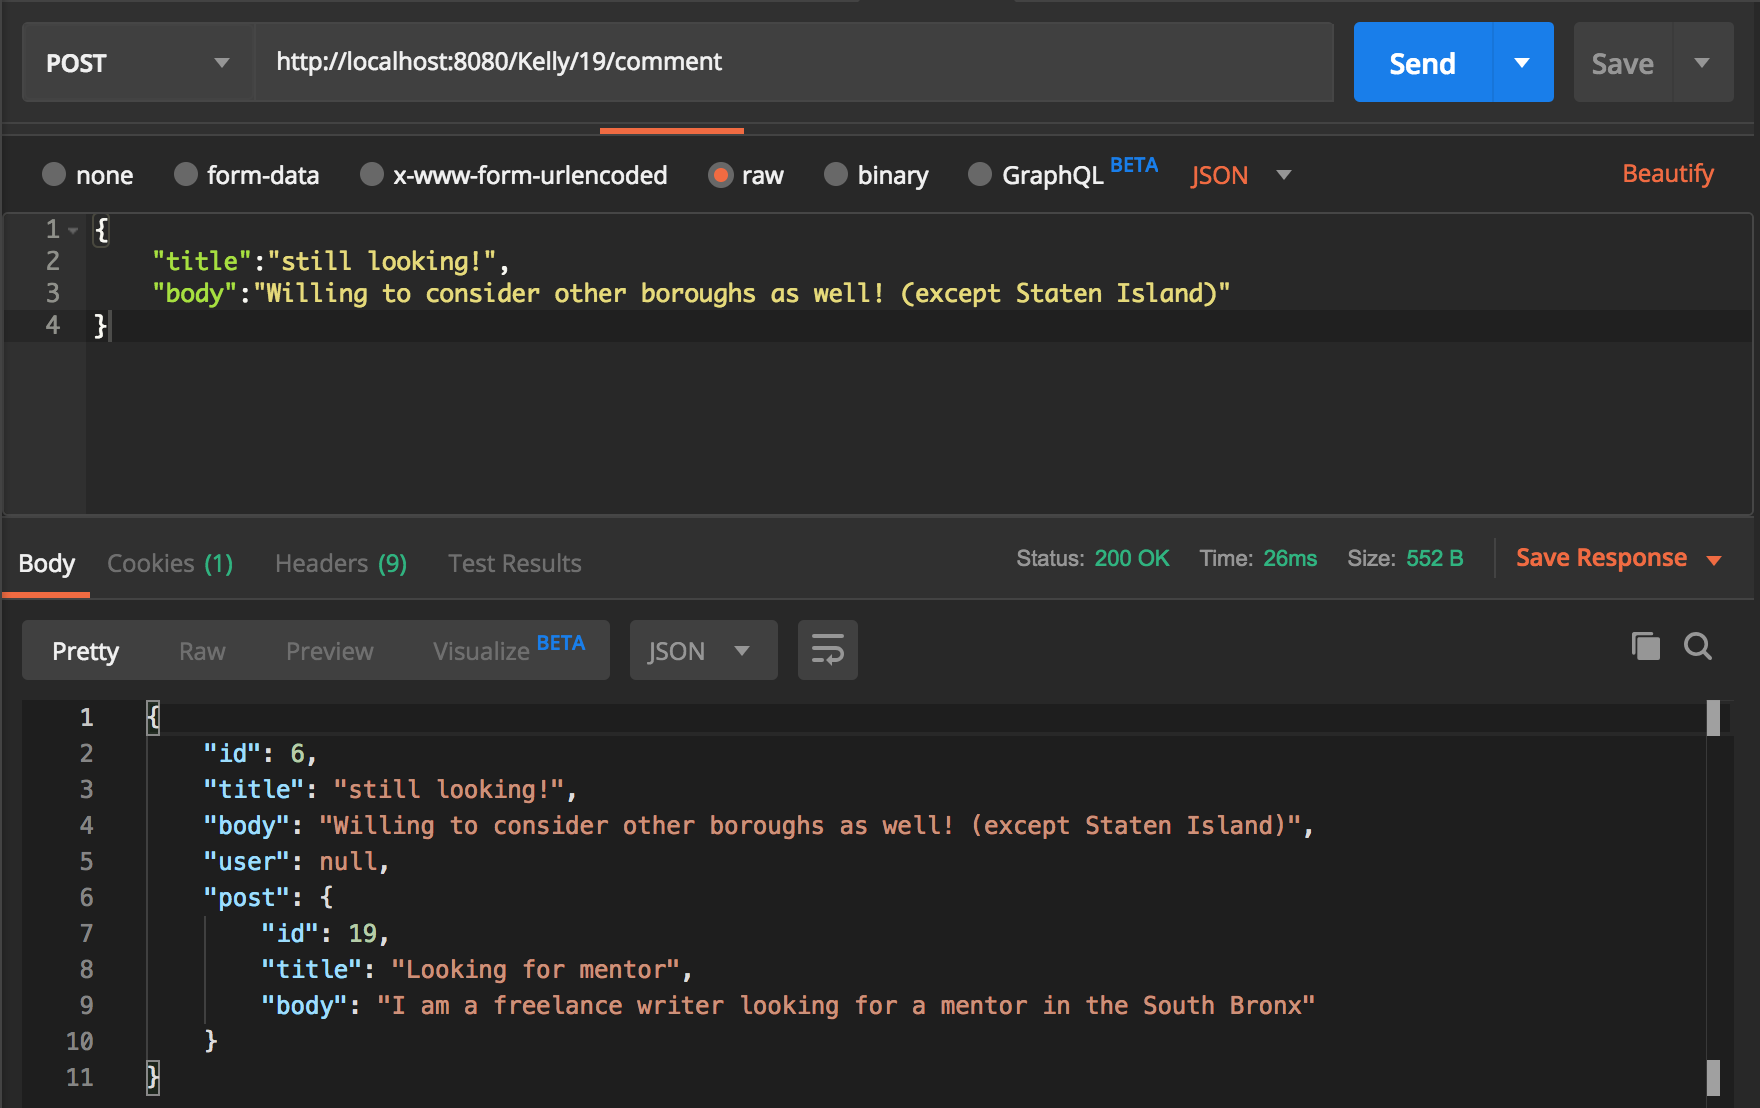 POST http://localhost:8080/Kelly/19/comment Send Save
none form-data x-www-form-urlencoded raw binary GraphQL BETA JSON Beautify
1 {
2 "title":"still looking!",
3 "body":"Willing to consider other boroughs as well! (except Staten Island)"
4 }
Body Cookies (1) Headers (9) Test Results Status: 200 OK Time: 26ms Size: 552 B Save Response
Pretty Raw Preview Visualize BETA JSON
1 {
2 "id": 6,
3 "title": "still looking!",
4 "body": "Willing to consider other boroughs as well! (except Staten Island)",
5 "user": null,
6 "post": {
7 "id": 19,
8 "title": "Looking for mentor",
9 "body": "I am a freelance writer looking for a mentor in the South Bronx"
10 }
11 }